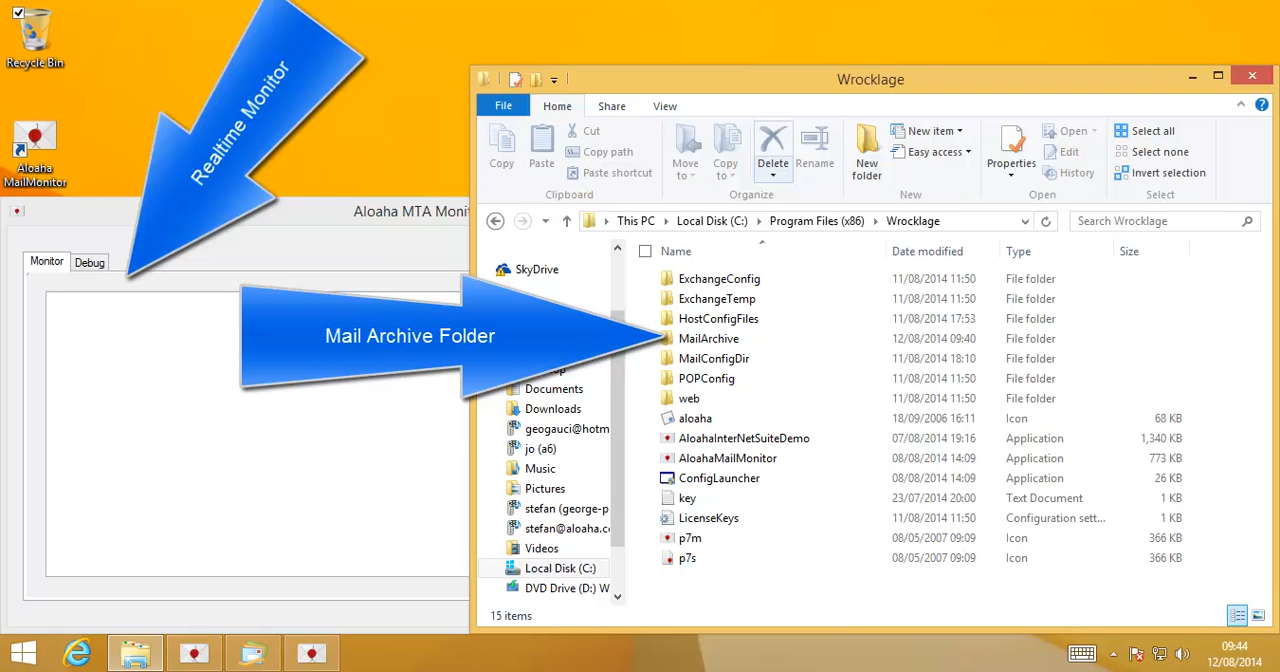 Recycle Bin
Aloaha
MailMonitor
Realtime Monitor
Aloaha MTA Moni
Monitor
Debug
Mail Archive Folder
Wrocklage
File
Home
Share
View
Copy
Paste
Cut
Copy path
Paste shortcut
Clipboard
Move
to
Copy
to
Delete
Rename
Organize
New
folder
New item
Easy access
New
Properties
Open
Edit
History
Open
Select all
Select none
Invert selection
Select
This PC
Local Disk (C:)
Program Files (x86)
Wrocklage
Search Wrocklage
SkyDrive
Documents
Downloads
geogauci@hotm
jo (a6)
Music
Pictures
stefan (george-p
stefan@aloaha.c
Videos
Local Disk (C:)
DVD Drive (D:) W
Name Date modified Type Size
ExchangeConfig 11/08/2014 11:50 File folder
ExchangeTemp 11/08/2014 11:50 File folder
HostConfigFiles 11/08/2014 17:53 File folder
MailArchive 12/08/2014 09:40 File folder
MailConfigDir 11/08/2014 18:10 File folder
POPConfig 11/08/2014 11:50 File folder
web 11/08/2014 11:50 File folder
aloaha 18/09/2006 16:11 Icon 68 KB
AloahaInterNetSuiteDemo 07/08/2014 19:16 Application 1,340 KB
AloahaMailMonitor 08/08/2014 14:09 Application 773 KB
ConfigLauncher 08/08/2014 14:09 Application 26 KB
key 23/07/2014 20:00 Text Document 1 KB
LicenseKeys 11/08/2014 11:50 Configuration sett... 1 KB
p7m 08/05/2007 09:09 Icon 366 KB
p7s 08/05/2007 09:09 Icon 366 KB
15 items
09:44
12/08/2014